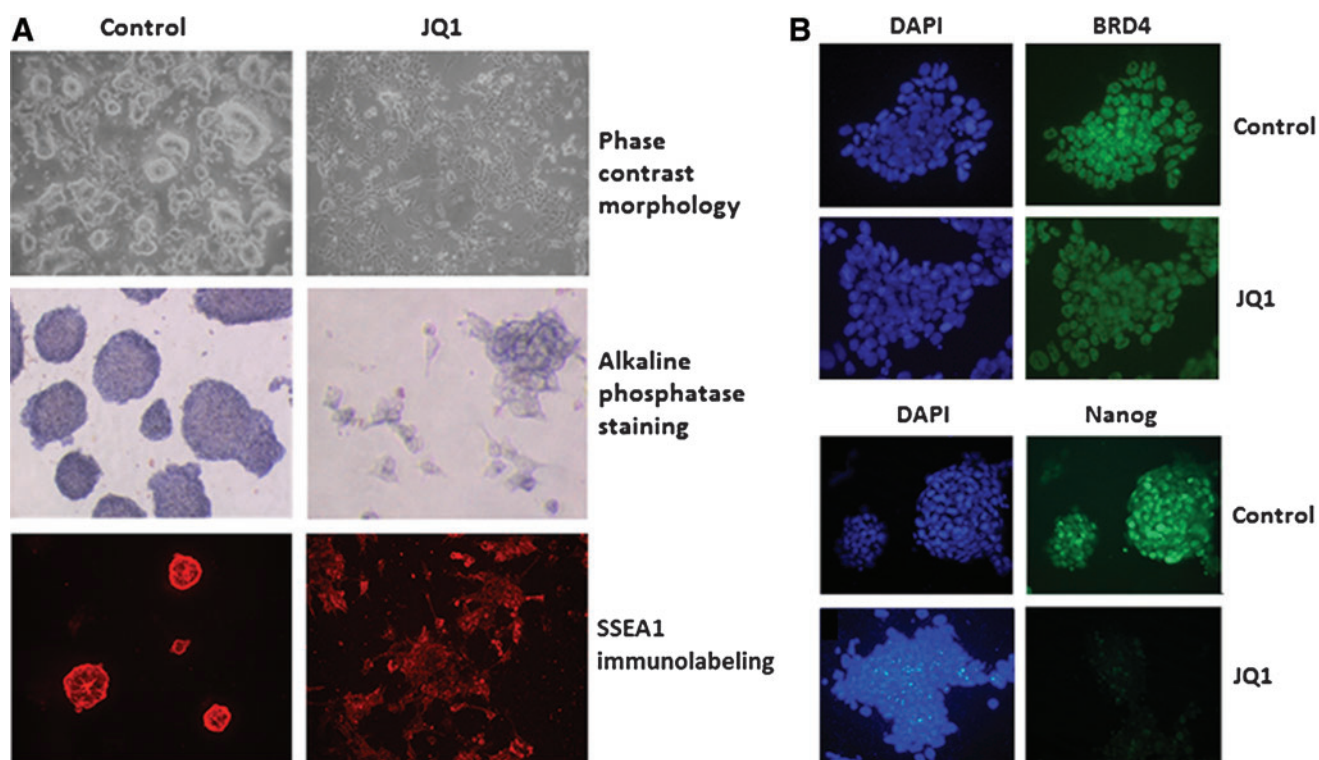 A
Control
JQ1
Phase
contrast
morphology
Alkaline
phosphatase
staining
SSEA1
immunolabeling
B
DAPI
BRD4
Control
JQ1
DAPI
Nanog
Control
JQ1